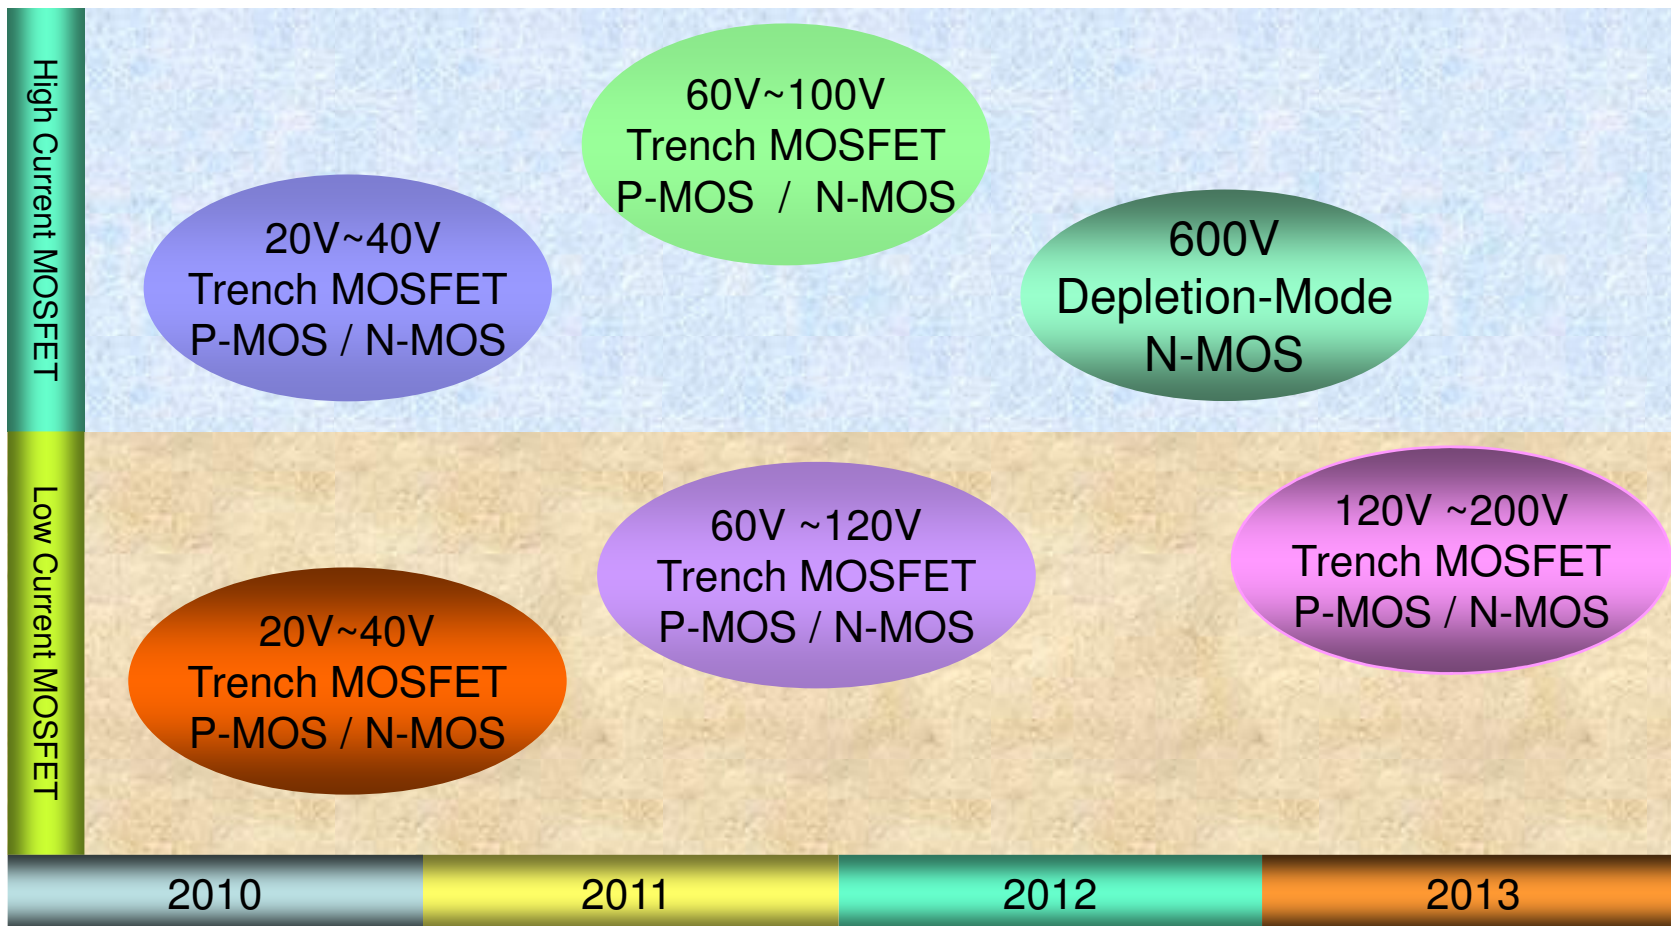 High Current MOSFET
60V~100V
Trench MOSFET
P-MOS / N-MOS
20V~40V
Trench MOSFET
P-MOS / N-MOS
600V
Depletion-Mode
N-MOS
Low Current MOSFET
20V~40V
Trench MOSFET
P-MOS / N-MOS
60V ~120V
Trench MOSFET
P-MOS / N-MOS
120V ~200V
Trench MOSFET
P-MOS / N-MOS
2010
2011
2012
2013